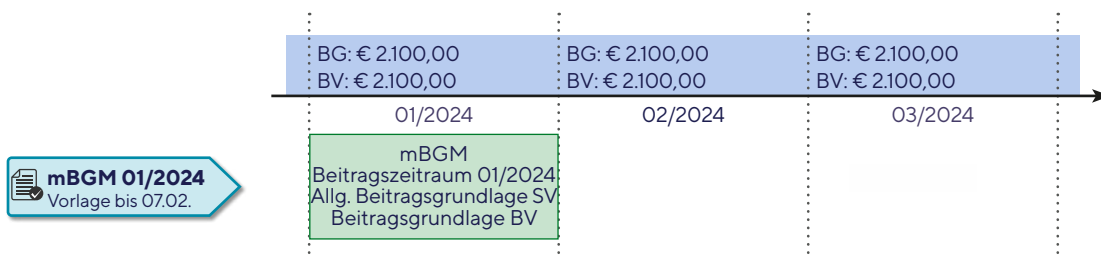 BG: € 2.100,00
BV: € 2.100,00
BG: € 2.100,00
BV: € 2.100,00
BG: € 2.100,00
BV: € 2.100,00
01/2024
02/2024
03/2024
mBGM 01/2024
Vorlage bis 07.02.
mBGM
Beitragszeitraum 01/2024
Allg. Beitragsgrundlage SV
Beitragsgrundlage BV